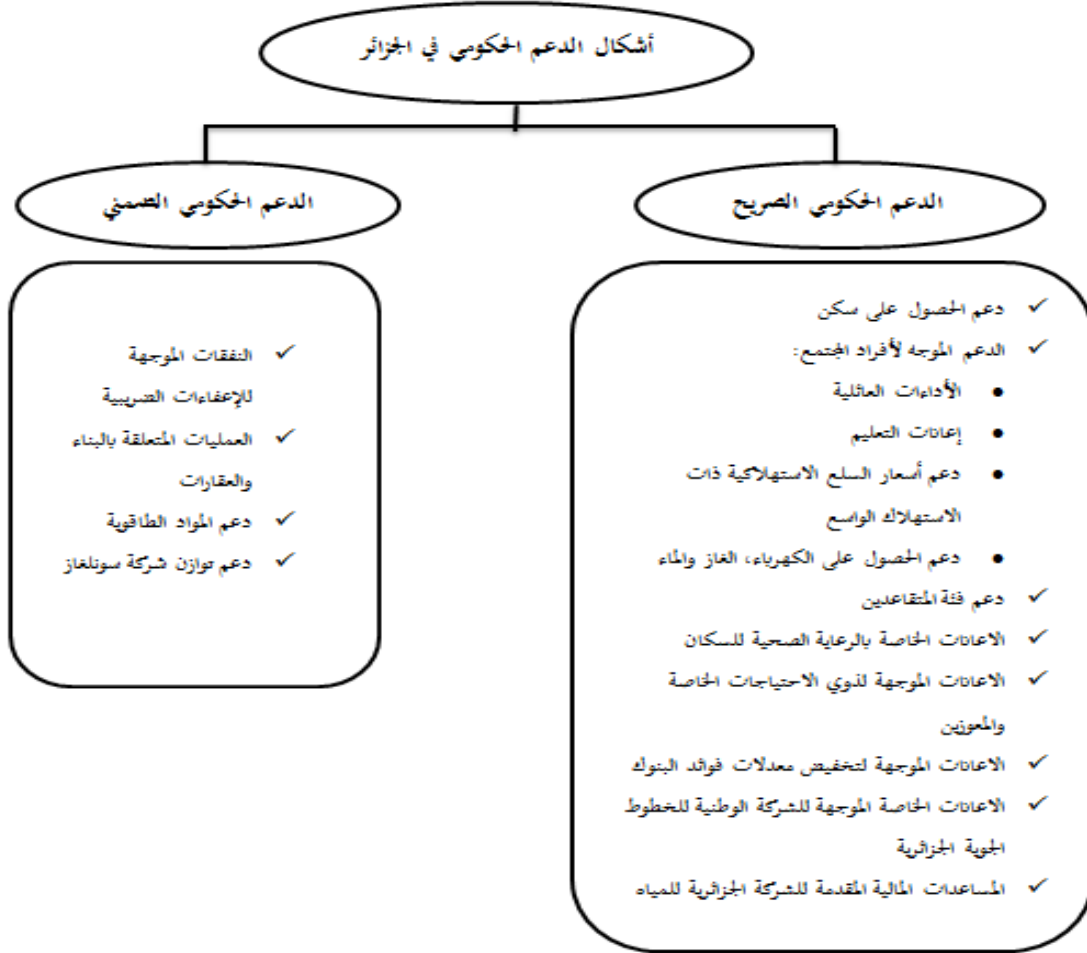 أشكال الدعم الحكومي في الجزائر
الدعم الحكومي الصريح
الدعم الحكومي الضمني
✓ دعم الحصول على سكن
✓ الدعم الموجه لأفراد المجتمع:
• الأداءات العائلية
• إعانات التعليم
• دعم أسعار السلع الاستهلاكية ذات
الاستهلاك الواسع
• دعم الحصول على الكهرباء، الغاز والماء
✓ دعم فئة المتقاعدين
✓ الاعانات الخاصة بالرعاية الصحية للسكان
✓ الاعانات الموجهة لذوي الاحتياجات الخاصة
والمعوزين
✓ الاعانات الموجهة لتخفيض معدلات فوائد البنوك
✓ الاعانات الخاصة الموجهة للشركة الوطنية للخطوط
الجوية الجزائرية
✓ المساعدات المالية المقدمة للشركة الجزائرية للمياه
✓ النفقات الموجهة
للإعفاءات الضريبية
✓ العمليات المتعلقة بالبناء
والعقارات
✓ دعم المواد الطاقوية
✓ دعم توازن شركة سونلغاز